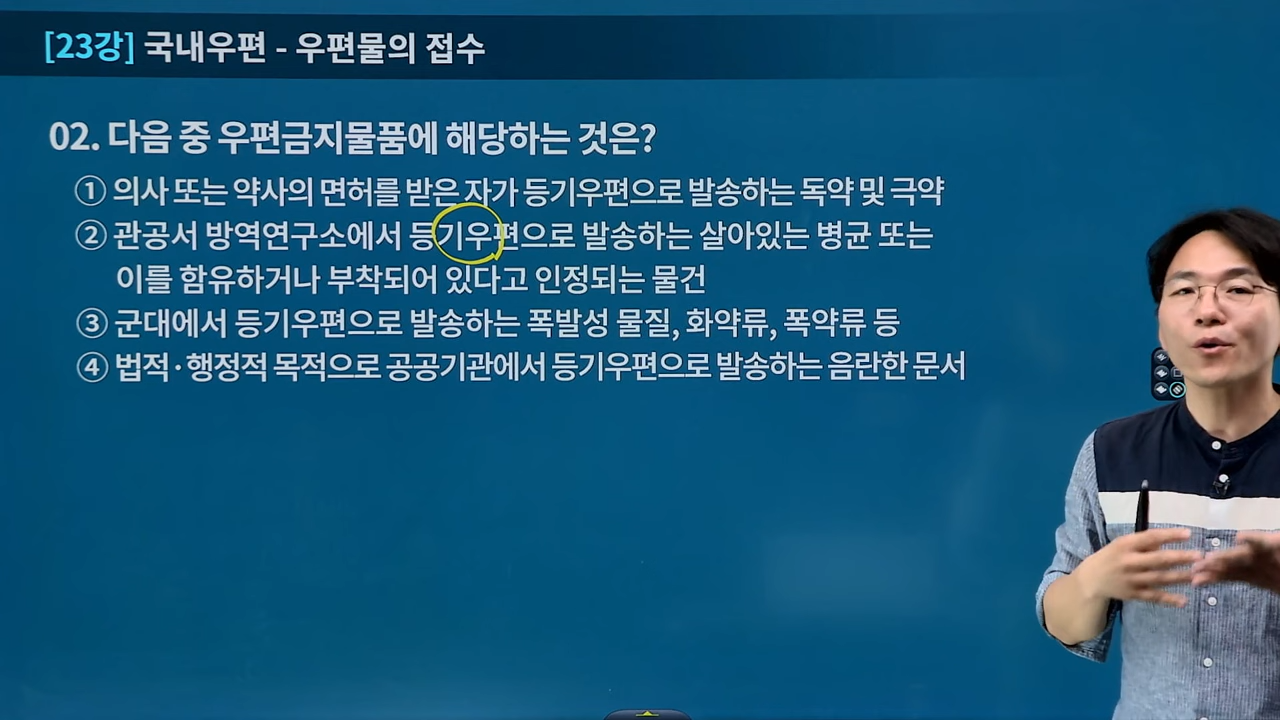 [23강] 국내우편 - 우편물의 접수
02. 다음 중 우편금지물품에 해당하는 것은?
① 의사 또는 약사의 면허를 받은 자가 등기우편으로 발송하는 독약 및 극약
② 관공서 방역연구소에서 등기우편으로 발송하는 살아있는 병균 또는
이를 함유하거나 부착되어 있다고 인정되는 물건
③ 군대에서 등기우편으로 발송하는 폭발성 물질, 화약류, 폭약류 등
④ 법적·행정적 목적으로 공공기관에서 등기우편으로 발송하는 음란한 문서